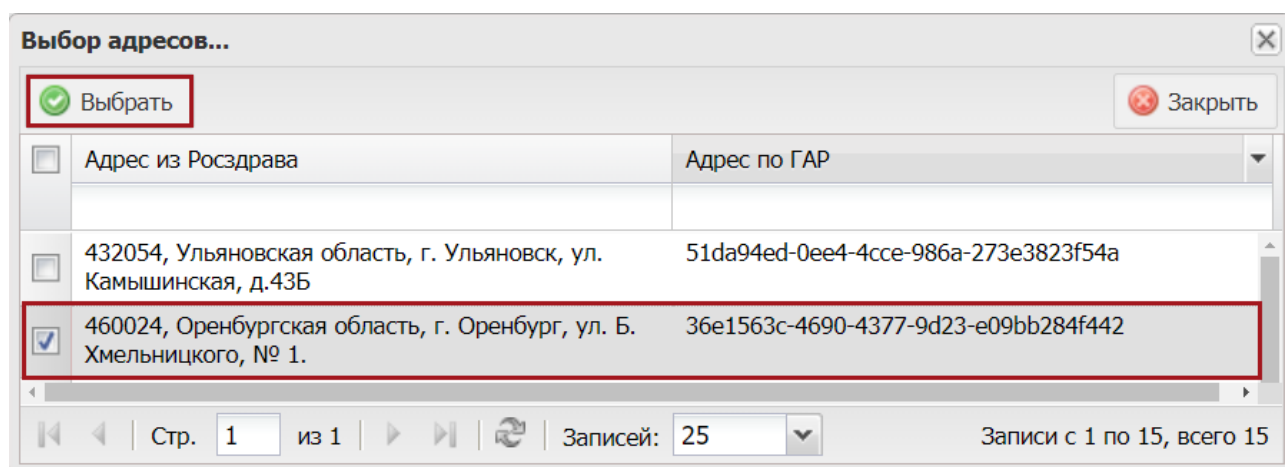 Выбор адресов...
Выбрать
Закрыть
Адрес из Росздрава
Адрес по ГАР
432054, Ульяновская область, г. Ульяновск, ул. 51da94ed-0ee4-4cce-986a-273e3823f54a
Камышинская, д.43Б
460024, Оренбургская область, г. Оренбург, ул. Б. 36e1563c-4690-4377-9d23-e09bb284f442
Хмельницкого, № 1.
Стр. 1 из 1 Записей: 25 Записи с 1 по 15, всего 15